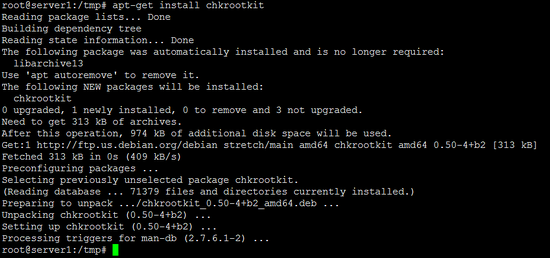 root@server1:/tmp# apt-get install chkrootkit
Reading package lists... Done
Building dependency tree
Reading state information... Done
The following package was automatically installed and is no longer required:
  libarchive13
Use 'apt autoremove' to remove it.
The following NEW packages will be installed:
  chkrootkit
0 upgraded, 1 newly installed, 0 to remove and 3 not upgraded.
Need to get 313 kB of archives.
After this operation, 974 kB of additional disk space will be used.
Get:1 http://ftp.us.debian.org/debian stretch/main amd64 chkrootkit amd64 0.50-4+b2 [313 kB]
Fetched 313 kB in 0s (409 kB/s)
Preconfiguring packages ...
Selecting previously unselected package chkrootkit.
(Reading database ... 71379 files and directories currently installed.)
Preparing to unpack .../chkrootkit_0.50-4+b2_amd64.deb ...
Unpacking chkrootkit (0.50-4+b2) ...
Setting up chkrootkit (0.50-4+b2) ...
Processing triggers for man-db (2.7.6.1-2) ...
root@server1:/tmp#